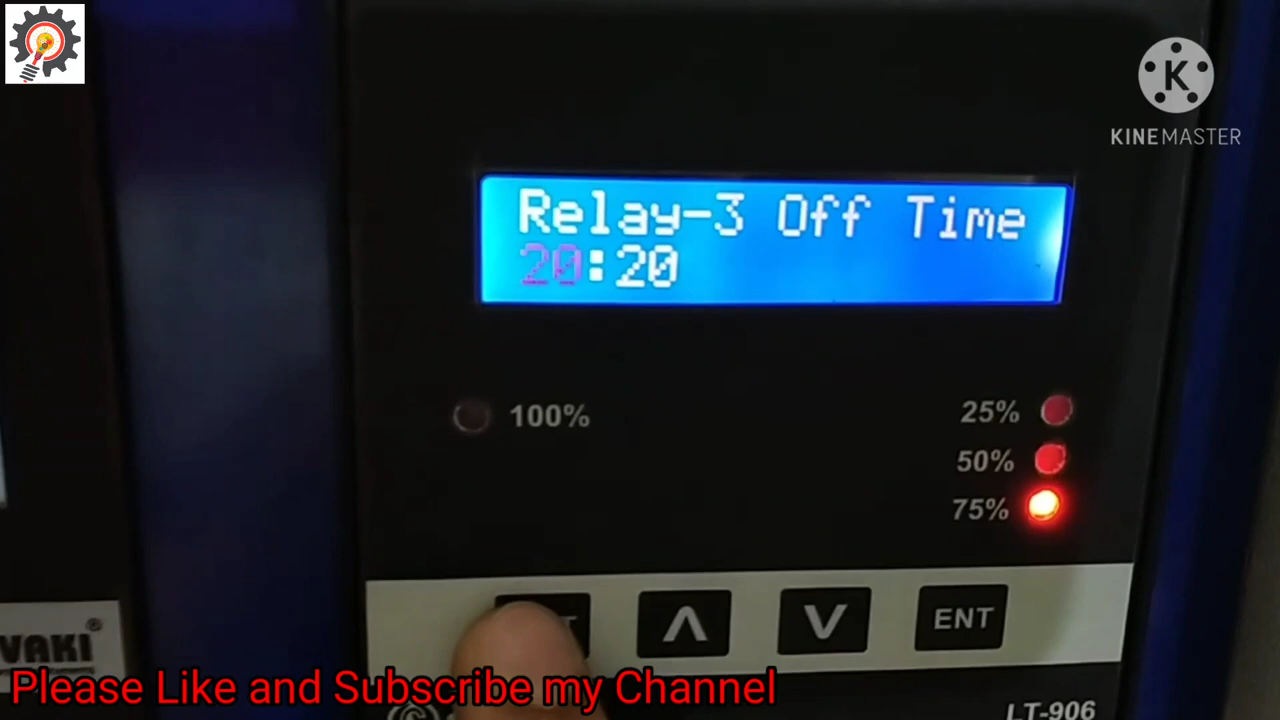 K
KINEMASTER
Relay-3 Off Time
20:20
100%
25%
50%
75%
ENT
VAKI®
Please Like and Subscribe my Channel
LT-906